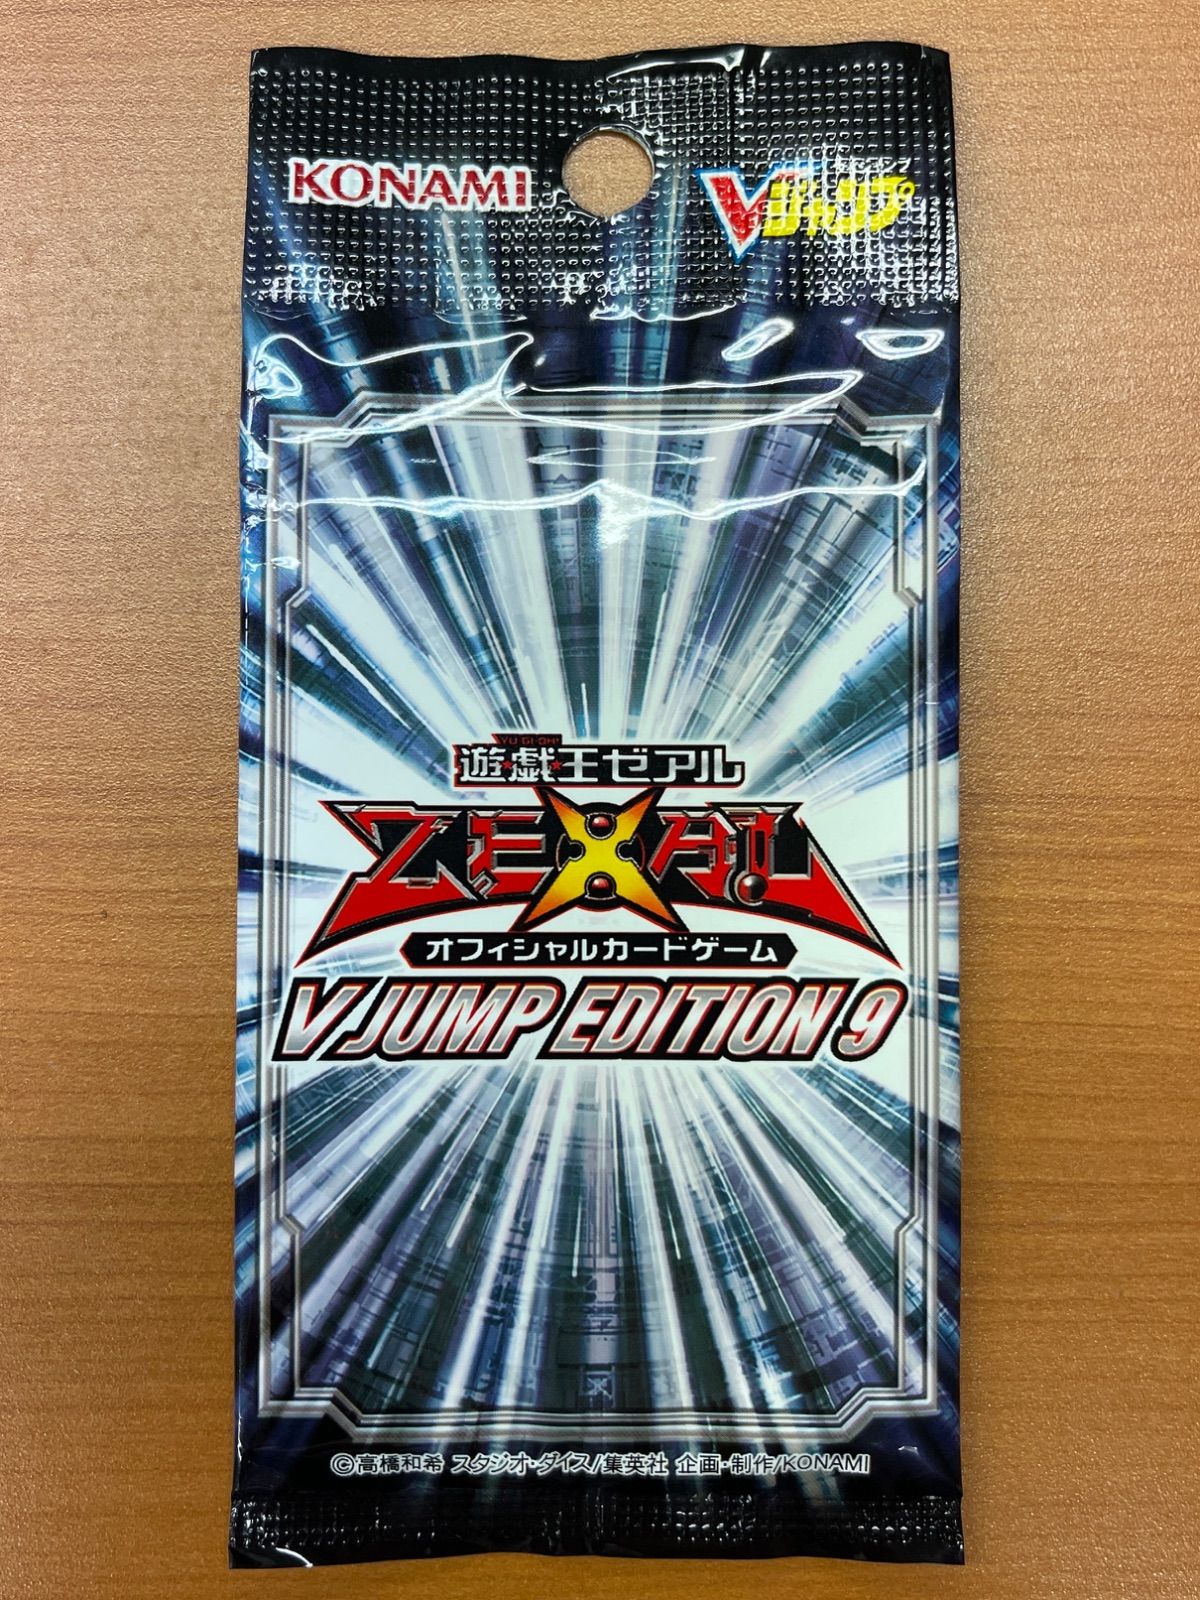 KONAMI
Vジャンプ
YU-GI-OH!
遊☆戯☆王ゼアル
ZEXAL
オフィシャルカードゲーム
V JUMP EDITION 9
©高橋和希 スタジオ・ダイス/集英社 企画・制作/KONAMI